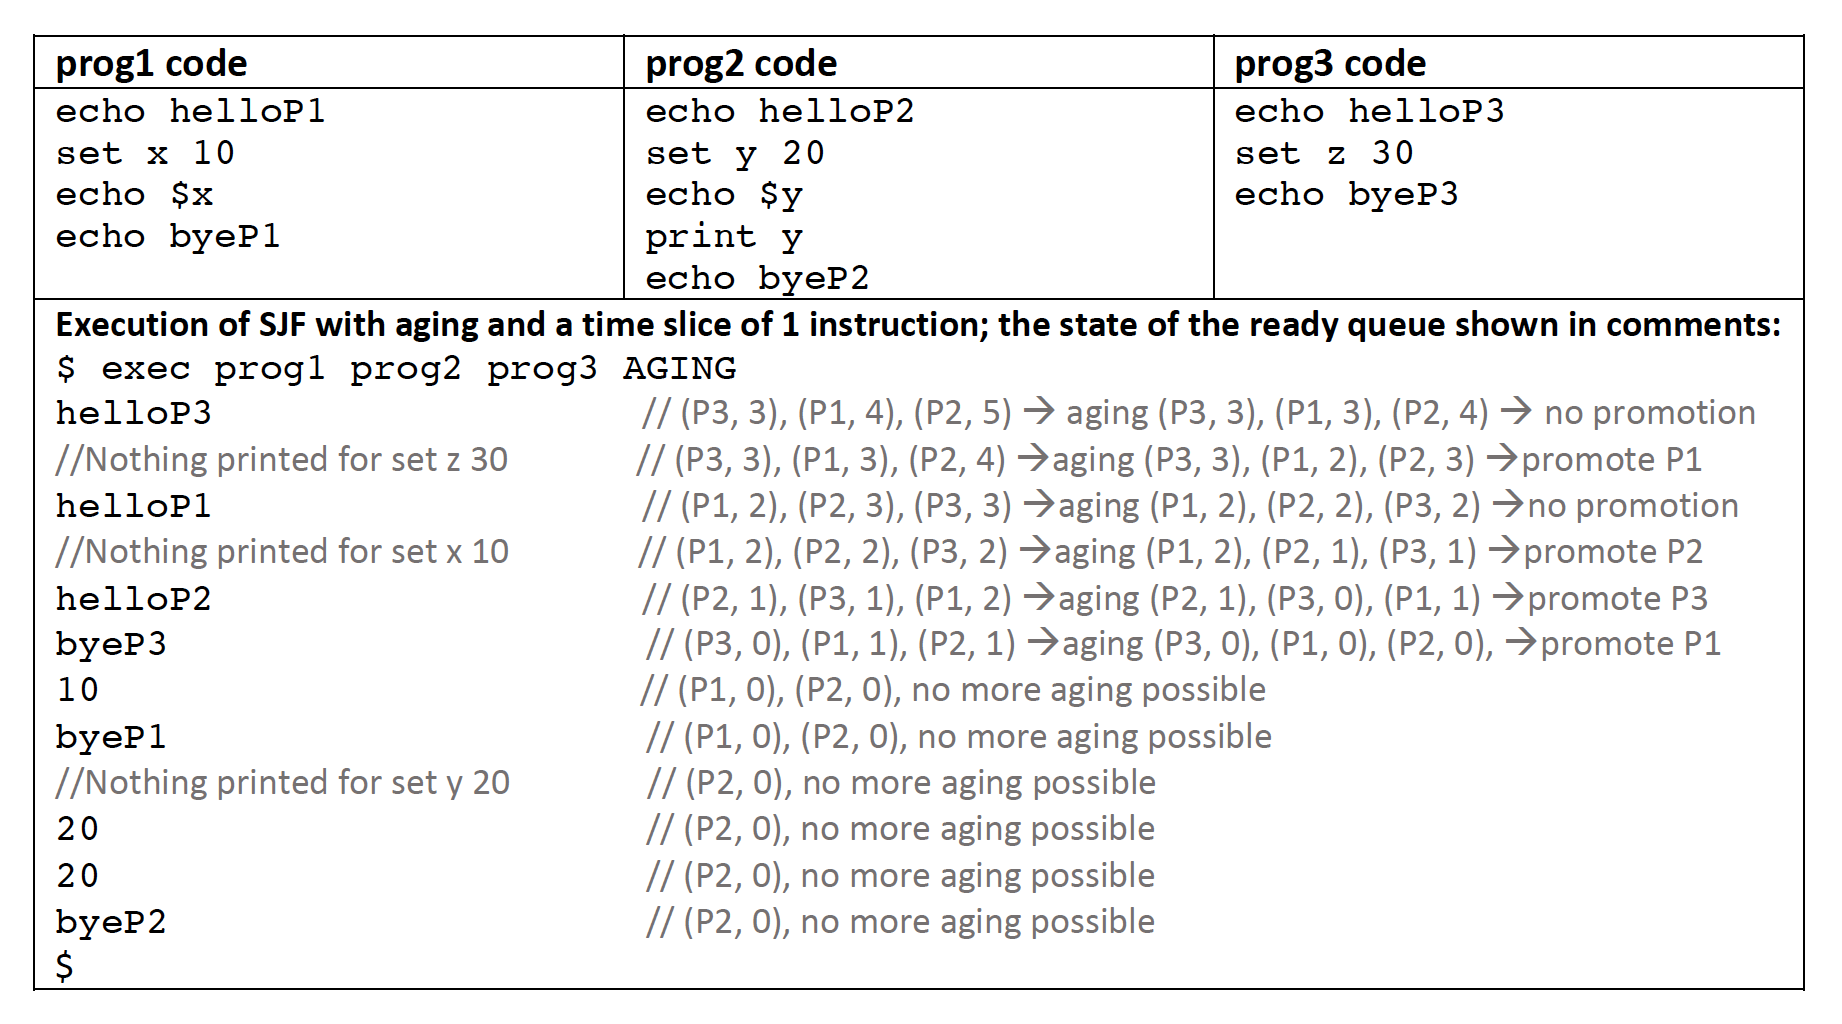 prog1 code
prog2 code
prog3 code
echo helloP1
set x 10
echo $x
echo byeP1
echo helloP2
set y 20
echo $y
print y
echo byeP2
echo helloP3
set z 30
echo byeP3
Execution of SJF with aging and a time slice of 1 instruction; the state of the ready queue shown in comments:
$ exec prog1 prog2 prog3 AGING
helloP3 // (P3, 3), (P1, 4), (P2, 5) → aging (P3, 3), (P1, 3), (P2, 4) → no promotion
//Nothing printed for set z 30 // (P3, 3), (P1, 3), (P2, 4) →aging (P3, 3), (P1, 2), (P2, 3) →promote P1
helloP1 // (P1, 2), (P2, 3), (P3, 3) →aging (P1, 2), (P2, 2), (P3, 2) →no promotion
//Nothing printed for set x 10 // (P1, 2), (P2, 2), (P3, 2) →aging (P1, 2), (P2, 1), (P3, 1) →promote P2
helloP2 // (P2, 1), (P3, 1), (P1, 2) →aging (P2, 1), (P3, 0), (P1, 1) →promote P3
byeP3 // (P3, 0), (P1, 1), (P2, 1) →aging (P3, 0), (P1, 0), (P2, 0), →promote P1
10 // (P1, 0), (P2, 0), no more aging possible
byeP1 // (P1, 0), (P2, 0), no more aging possible
//Nothing printed for set y 20 // (P2, 0), no more aging possible
20 // (P2, 0), no more aging possible
20 // (P2, 0), no more aging possible
byeP2 // (P2, 0), no more aging possible
$